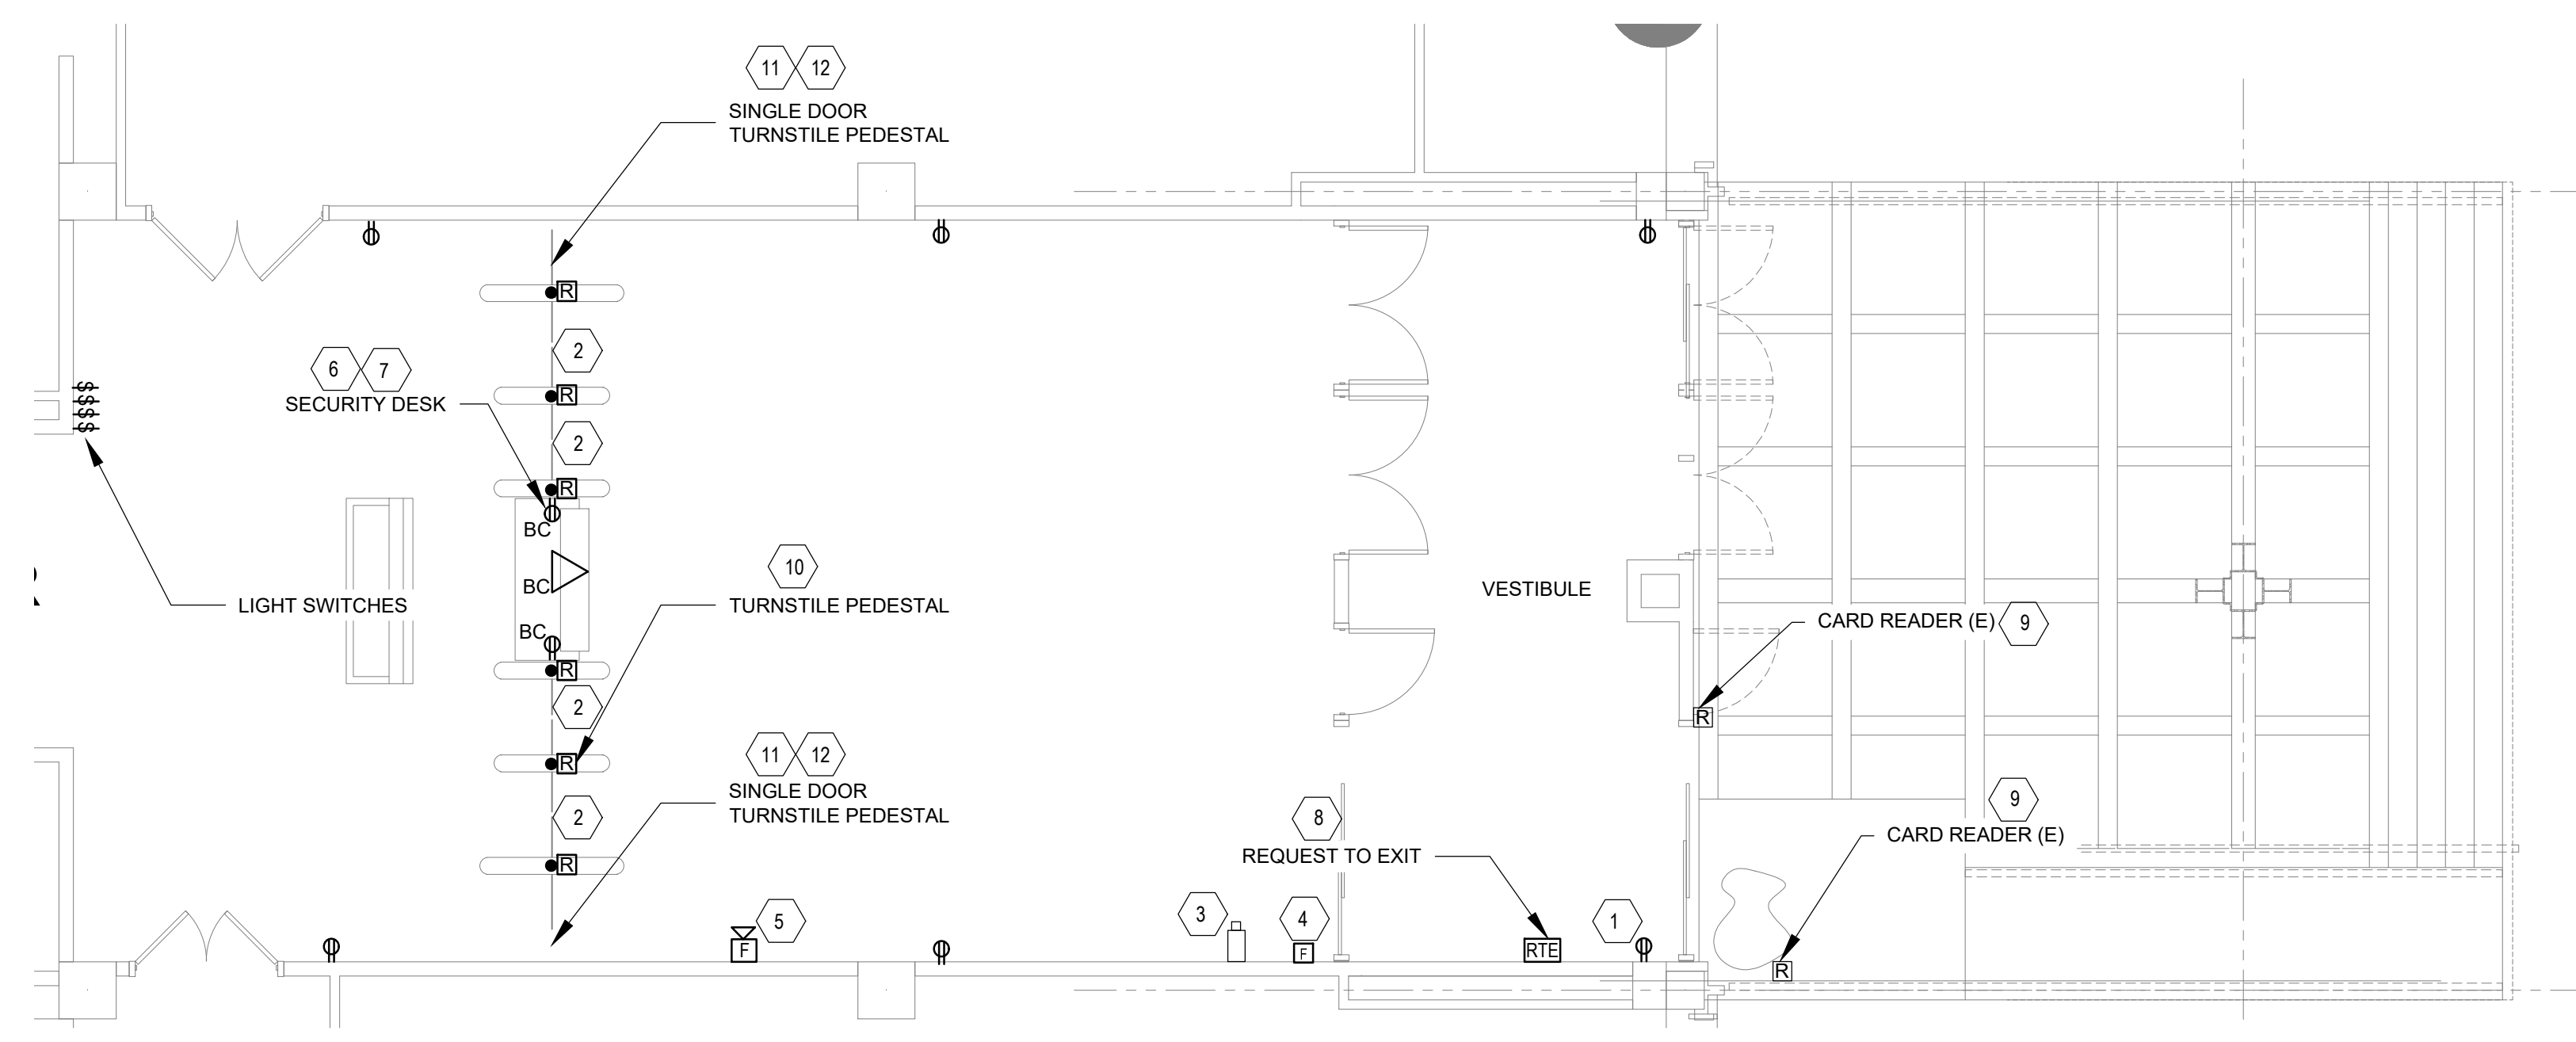 11 12
SINGLE DOOR
TURNSTILE PEDESTAL
R
2
6 7
SECURITY DESK
SSSS
R
2
R
BC
BC
BC
LIGHT SWITCHES
10
TURNSTILE PEDESTAL
VESTIBULE
CARD READER (E) 9
R
R
2
R
11 12
SINGLE DOOR
TURNSTILE PEDESTAL
2
R
9
CARD READER (E)
R
8
REQUEST TO EXIT
5
F
3
4
F
RTE
1